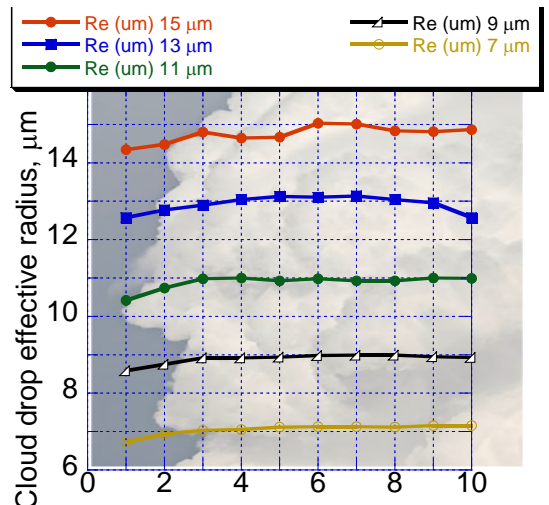 Re (um) 15 μm
Re (um) 13 μm
Re (um) 11 μm
Re (um) 9 μm
Re (um) 7 μm
Cloud drop effective radius, μm
14
12
10
8
6
0 2 4 6 8 10